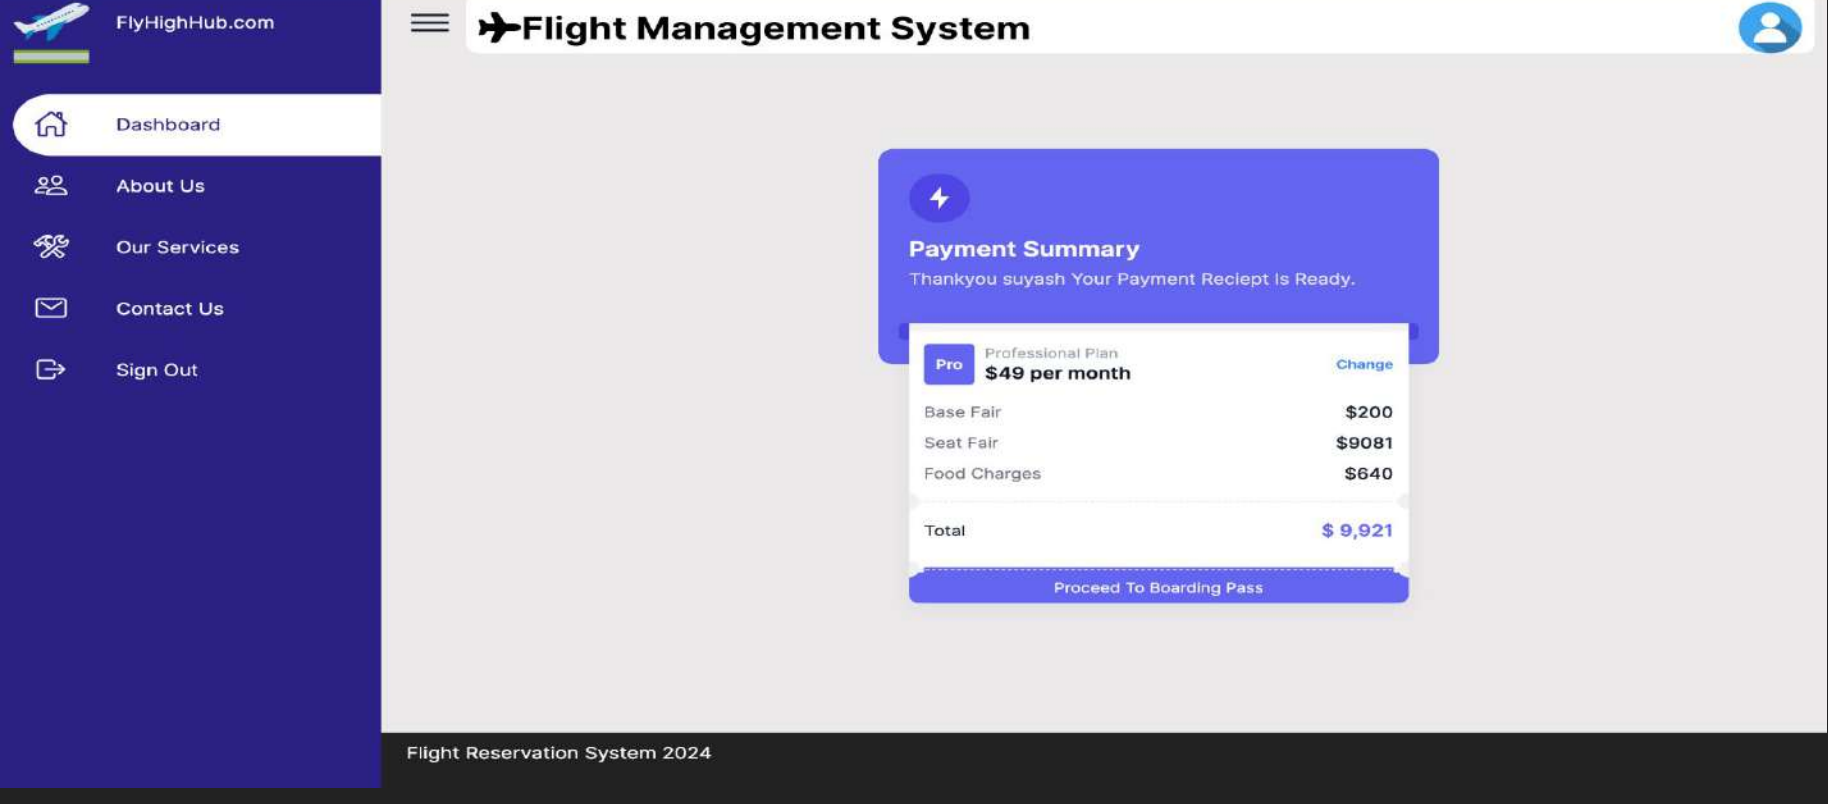 FlyHighHub.com
Flight Management System
Dashboard
About Us
Our Services
Contact Us
Sign Out
Payment Summary
Thankyou suyash Your Payment Reciept Is Ready.
Pro
Professional Plan
$49 per month
Change
Base Fair $200
Seat Fair $9081
Food Charges $640
Total $ 9,921
Proceed To Boarding Pass
Flight Reservation System 2024